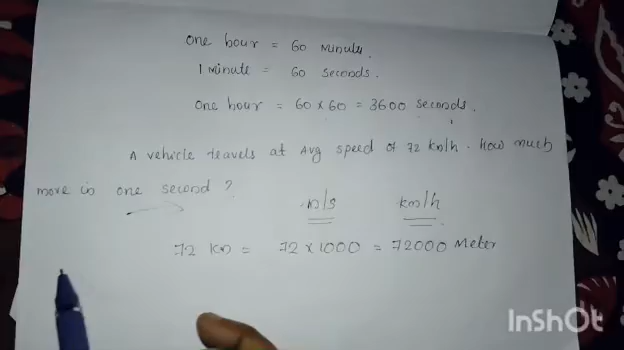 one hour = 60 Minutes.
1 Minute = 60 seconds.
one hour = 60 x 60 = 3600 seconds.
A vehicle travels at Avg speed of 72 km/h. How much
move in one second?
m/s km/h
72 km = 72 x 1000 = 72000 Meter
InShOt